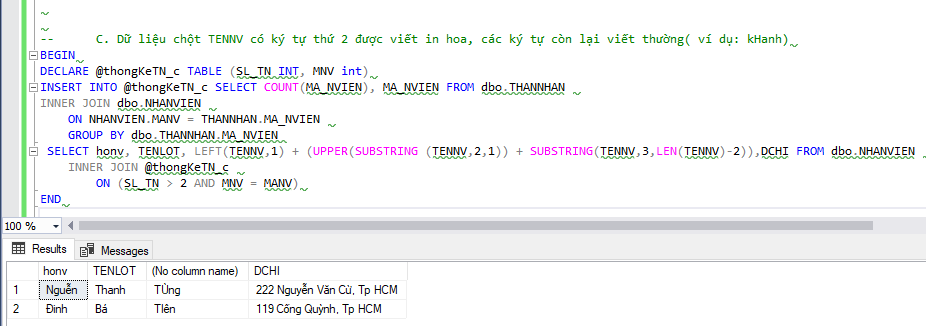 -- C. Dữ liệu chột TENNV có ký tự thứ 2 được viết in hoa, các ký tự còn lại viết thường( ví dụ: kHanh)
BEGIN
DECLARE @thongKeTN_c TABLE (SL_TN INT, MNV int)
INSERT INTO @thongKeTN_c SELECT COUNT(MA_NVIEN), MA_NVIEN FROM dbo.THANNHAN
INNER JOIN dbo.NHANVIEN
ON NHANVIEN.MANV = THANNHAN.MA_NVIEN
GROUP BY dbo.THANNHAN.MA_NVIEN
SELECT honv, TENLOT, LEFT(TENNV,1) + (UPPER(SUBSTRING (TENNV,2,1)) + SUBSTRING(TENNV,3,LEN(TENNV)-2)),DCHI FROM dbo.NHANVIEN
INNER JOIN @thongKeTN_c
ON (SL_TN > 2 AND MNV = MANV)
END
100 %
Results Messages
honv TENLOT (No column name) DCHI
1 Nguễn Thanh TÙng 222 Nguyễn Văn Cừ, Tp HCM
2 Đinh Bá TIên 119 Cống Quỳnh, Tp HCM